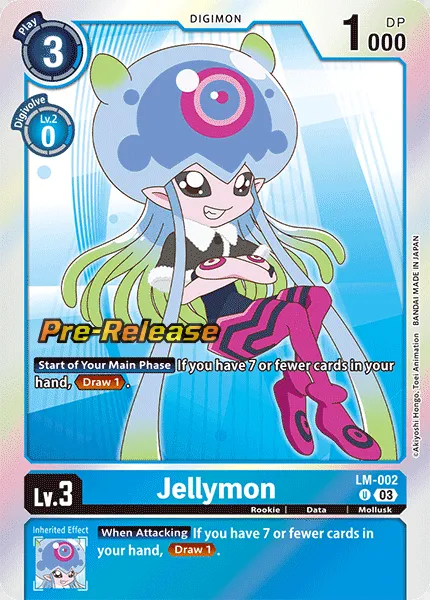 Play
3
DIGIMON
1000
DP
Digivolve
Lv.2
0
Pre-Release
Start of Your Main Phase If you have 7 or fewer cards in your
hand, Draw 1 .
©Akiyoshi Hongo, Toei Animation BANDAI MADE IN JAPAN
Lv.3
Jellymon
LM-002
U 03
Rookie Data Mollusk
Inherited Effect
When Attacking If you have 7 or fewer cards in
your hand, Draw 1 .